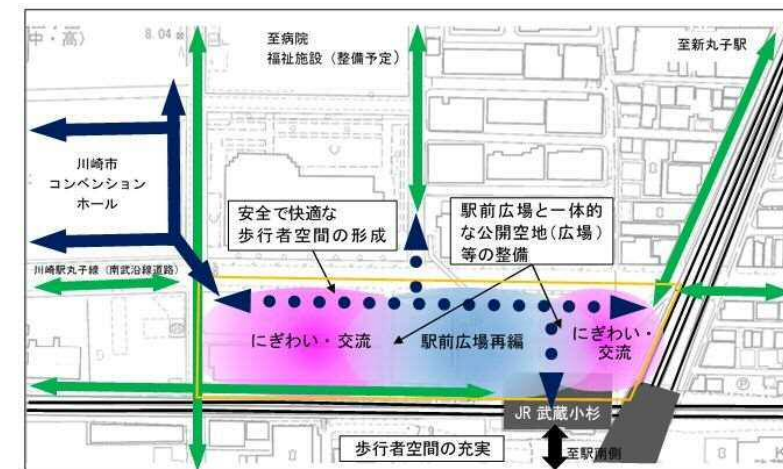 中・高）
8.04
至病院
福祉施設（整備予定）
至新丸子駅
川崎市
コンベンション
ホール
安全で快適な
歩行者空間の形成
駅前広場と一体的
な公開空地（広場）
等の整備
川崎駅丸子線（南武沿線道路）
にぎわい・交流
駅前広場再編
にぎわい・
交流
P
JR 武蔵小杉
7.9
歩行者空間の充実
至駅南側